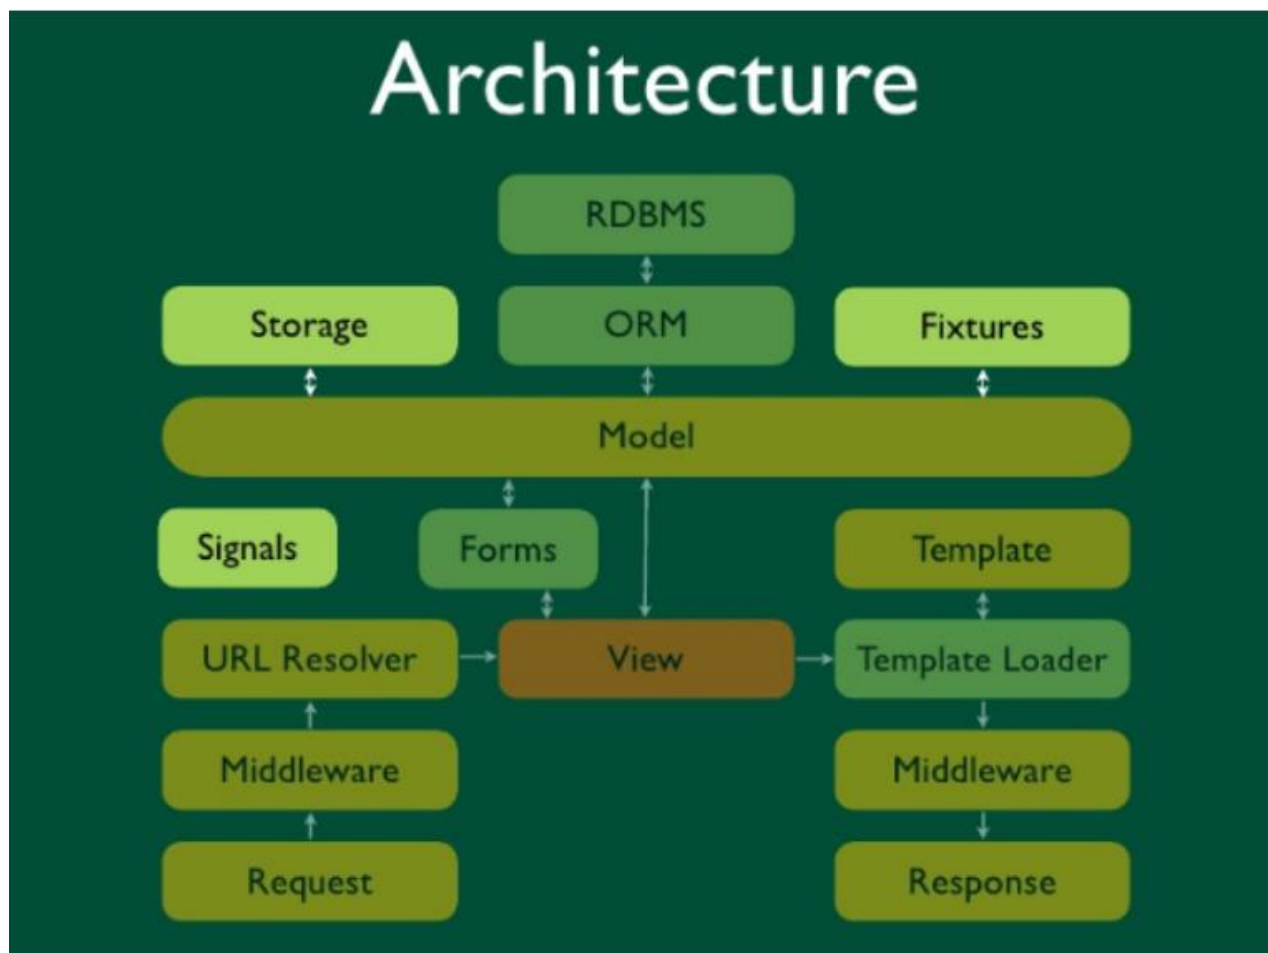 Architecture
RDBMS
Storage
ORM
Fixtures
Model
Signals
Forms
Template
URL Resolver
View
Template Loader
Middleware
Middleware
Request
Response